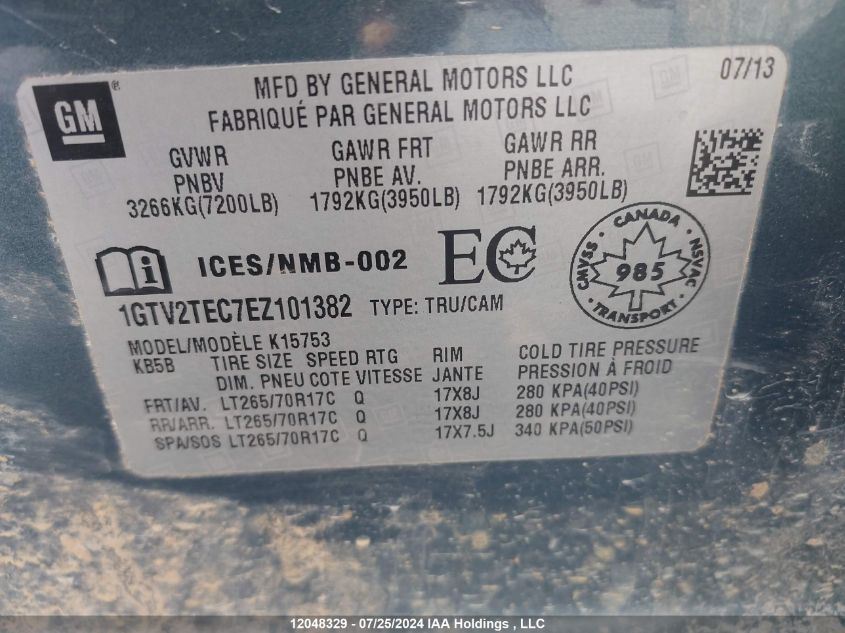 GM ®
MFD BY GENERAL MOTORS LLC
07/13
FABRIQUÉ PAR GENERAL MOTORS LLC
GVWR GAWR FRT GAWR RR
PNBV PNBE AV. PNBE ARR.
3266KG(7200LB) 1792KG(3950LB) 1792KG(3950LB)
i ICES/NMB-002 EC
CANADA
CMVSS 985 NSVAC
TRANSPORT
1GTV2TEC7EZ101382 TYPE: TRU/CAM
MODEL/MODÈLE K15753
KB5B TIRE SIZE SPEED RTG RIM COLD TIRE PRESSURE
DIM. PNEU COTE VITESSE JANTE PRESSION À FROID
FRT/AV. LT265/70R17C Q 17X8J 280 KPA(40PSI)
RR/ARR. LT265/70R17C Q 17X8J 280 KPA(40PSI)
SPA/SOS LT265/70R17C Q 17X7.5J 340 KPA(50PSI)
12048329 - 07/25/2024 IAA Holdings , LLC